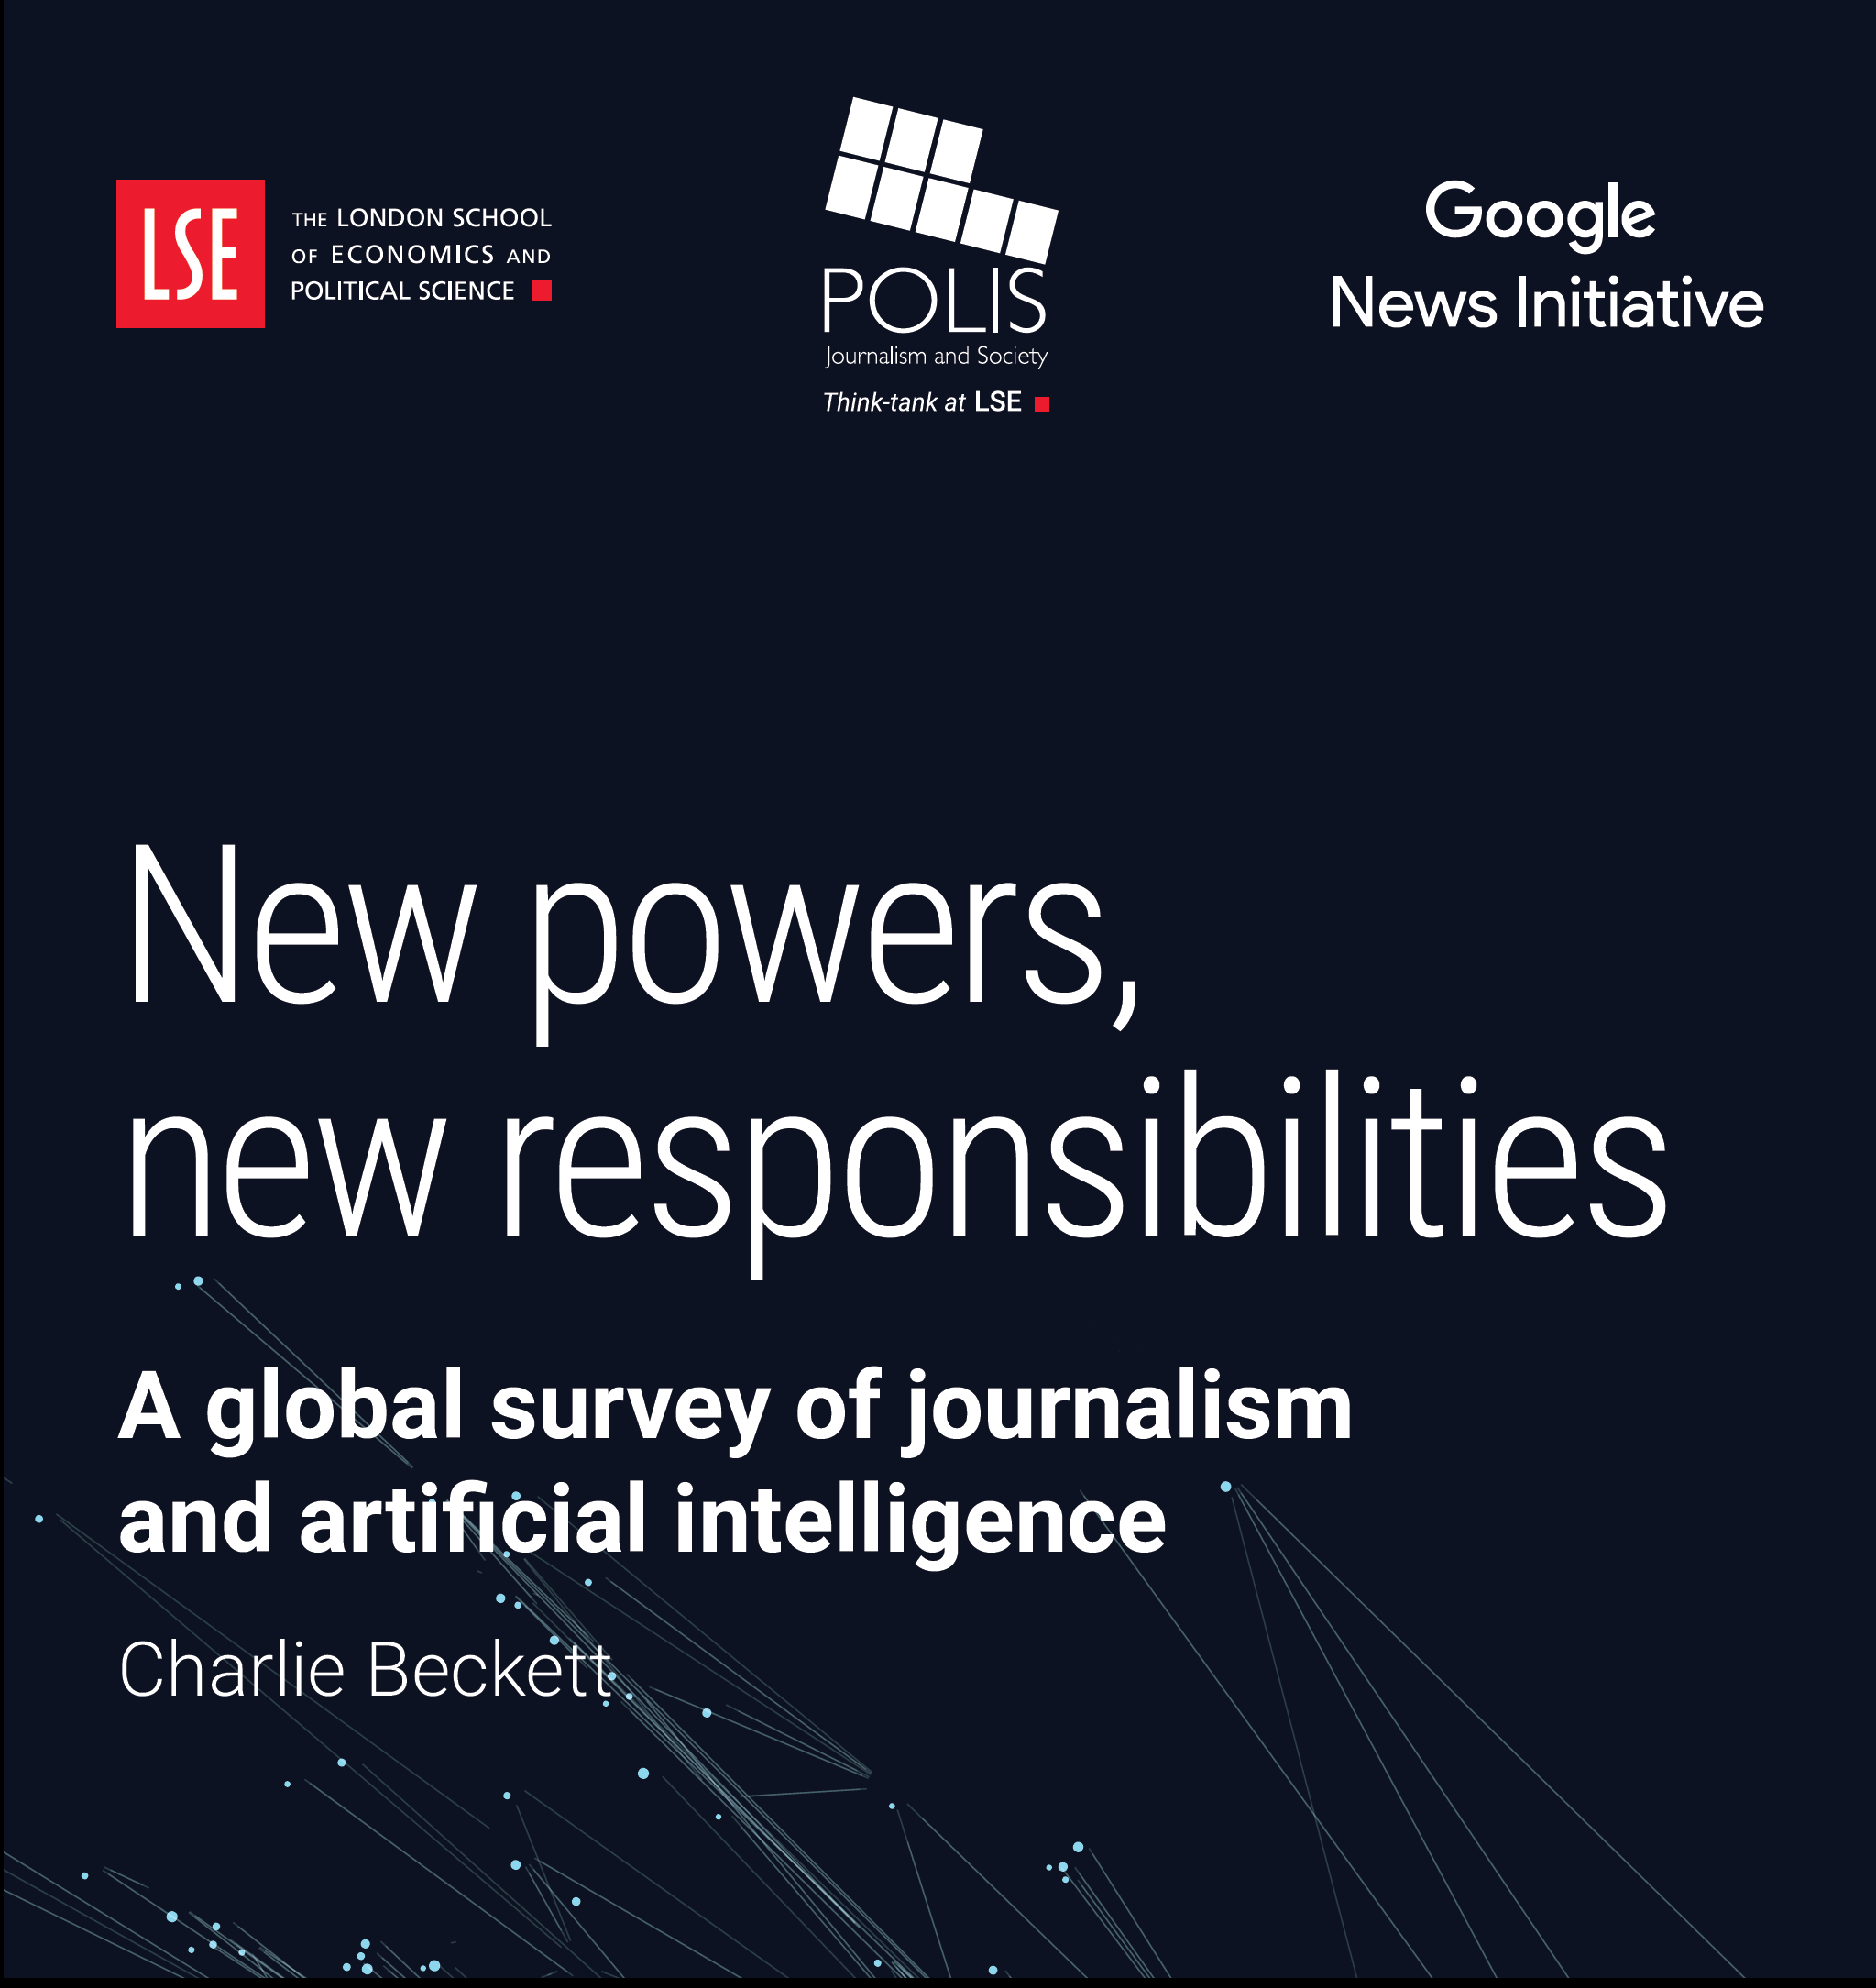 LSE
THE LONDON SCHOOL
OF ECONOMICS AND
POLITICAL SCIENCE
POLIS
Journalism and Society
Think-tank at LSE
Google
News Initiative
New powers,
new responsibilities
A global survey of journalism
and artificial intelligence
Charlie Beckett